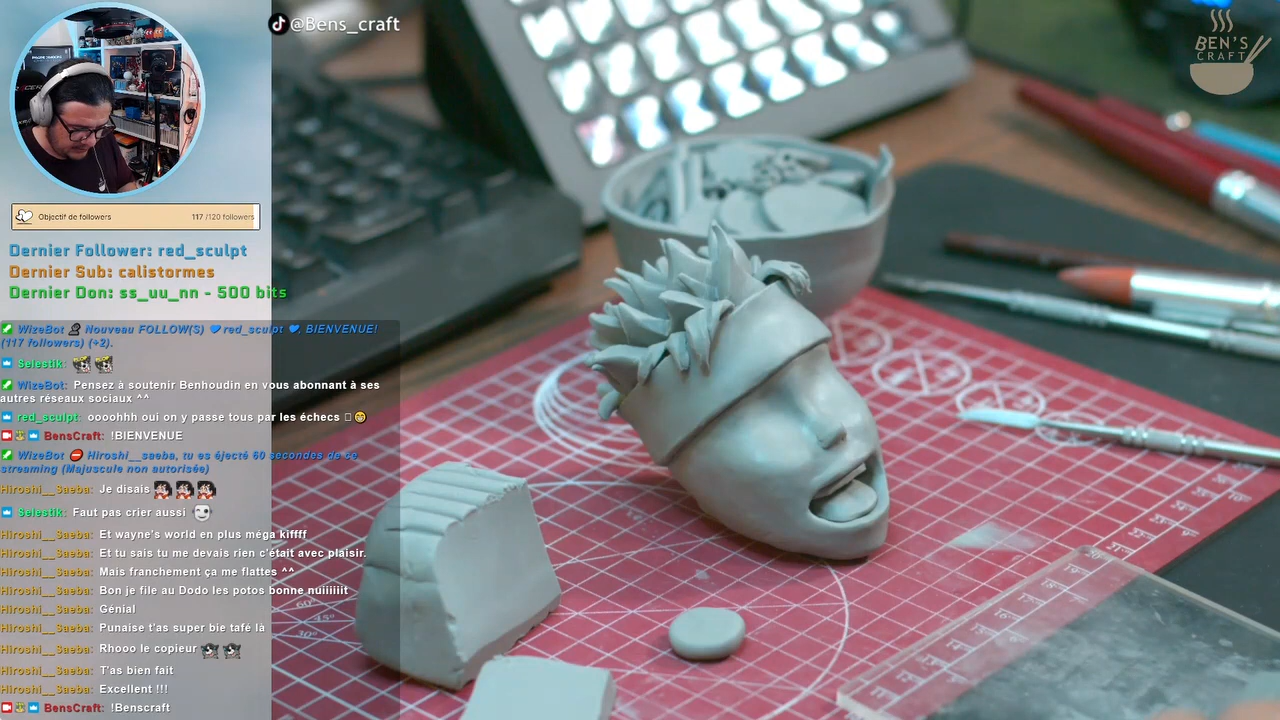 @Bens_craft
BEN'S
CRAFT
Objectif de followers
117 /120 followers
Dernier Follower: red_sculpt
Dernier Sub: calistormes
Dernier Don: ss_uu_nn - 500 bits
WizeBot Nouveau FOLLOW(S) red_sculpt , BIENVENUE!
(117 followers) (+2).
Selestik:
WizeBot: Pensez à soutenir Benhoudin en vous abonnant à ses
autres réseaux sociaux ^^
red_sculpt: oooohhh oui on y passe tous par les échecs
BensCraft: !BIENVENUE
WizeBot Hiroshi__saeba, tu es éjecté 60 secondes de ce
streaming (Majuscule non autorisée)
Hiroshi__Saeba: Je disais
Selestik: Faut pas crier aussi
Hiroshi__Saeba: Et wayne's world en plus méga kiffff
Hiroshi__Saeba: Et tu sais tu me devais rien c'était avec plaisir.
Hiroshi__Saeba: Mais franchement ça me flattes ^^
Hiroshi__Saeba: Bon je file au Dodo les potos bonne nuiiiiiit
Hiroshi__Saeba: Génial
Hiroshi__Saeba: Punaise t'as super bie tafé là
Hiroshi__Saeba: Rhooo le copieur
Hiroshi__Saeba: T'as bien fait
Hiroshi__Saeba: Excellent !!!
BensCraft: !Benscraft